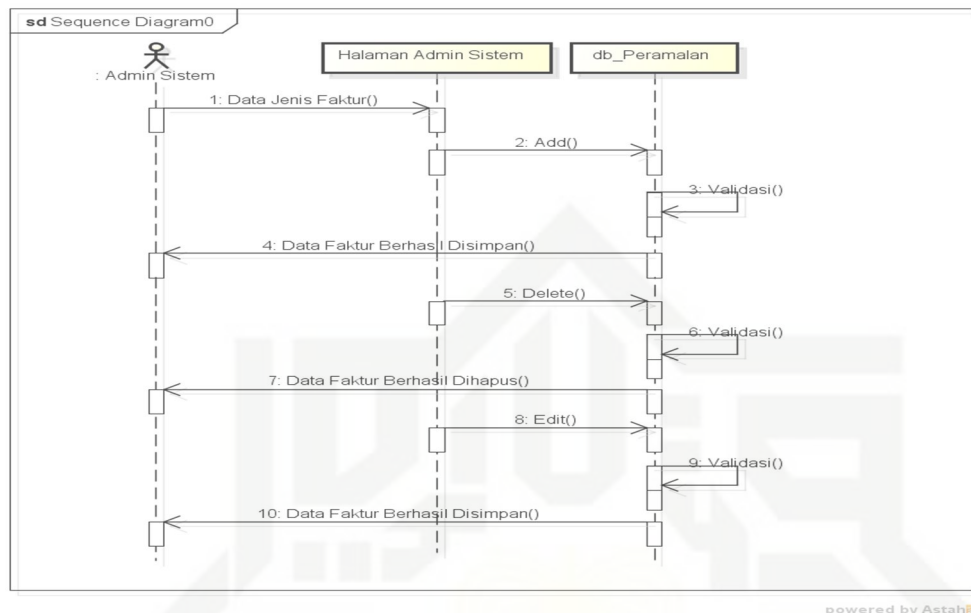 sd Sequence Diagram0
: Admin Sistem
Halaman Admin Sistem
db_Peramalan
1: Data Jenis Faktur()
2: Add()
3: Validasi()
4: Data Faktur Berhasil Disimpan()
5: Delete()
6: Validasi()
7: Data Faktur Berhasil Dihapus()
8: Edit()
9: Validasi()
10: Data Faktur Berhasil Disimpan()
powered by Astah